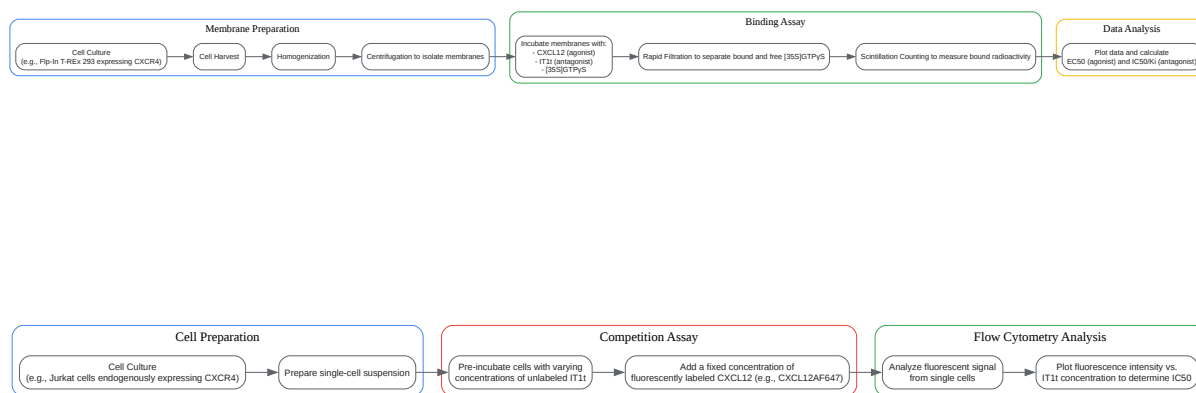 Membrane Preparation
Cell Culture
(e.g., Flp-In T-REx 293 expressing CXCR4)
Cell Harvest
Homogenization
Centrifugation to isolate membranes
Binding Assay
Incubate membranes with:
- CXCL12 (agonist)
- IT1t (antagonist)
- [35S]GTPγS
Rapid Filtration to separate bound and free [35S]GTPγS
Scintillation Counting to measure bound radioactivity
Data Analysis
Plot data and calculate
EC50 (agonist) and IC50/Ki (antagonist)
Cell Preparation
Cell Culture
(e.g., Jurkat cells endogenously expressing CXCR4)
Prepare single-cell suspension
Competition Assay
Pre-incubate cells with varying
concentrations of unlabeled IT1t
Add a fixed concentration of
fluorescently labeled CXCL12 (e.g., CXCL12AF647)
Flow Cytometry Analysis
Analyze fluorescent signal
from single cells
Plot fluorescence intensity vs.
IT1t concentration to determine IC50